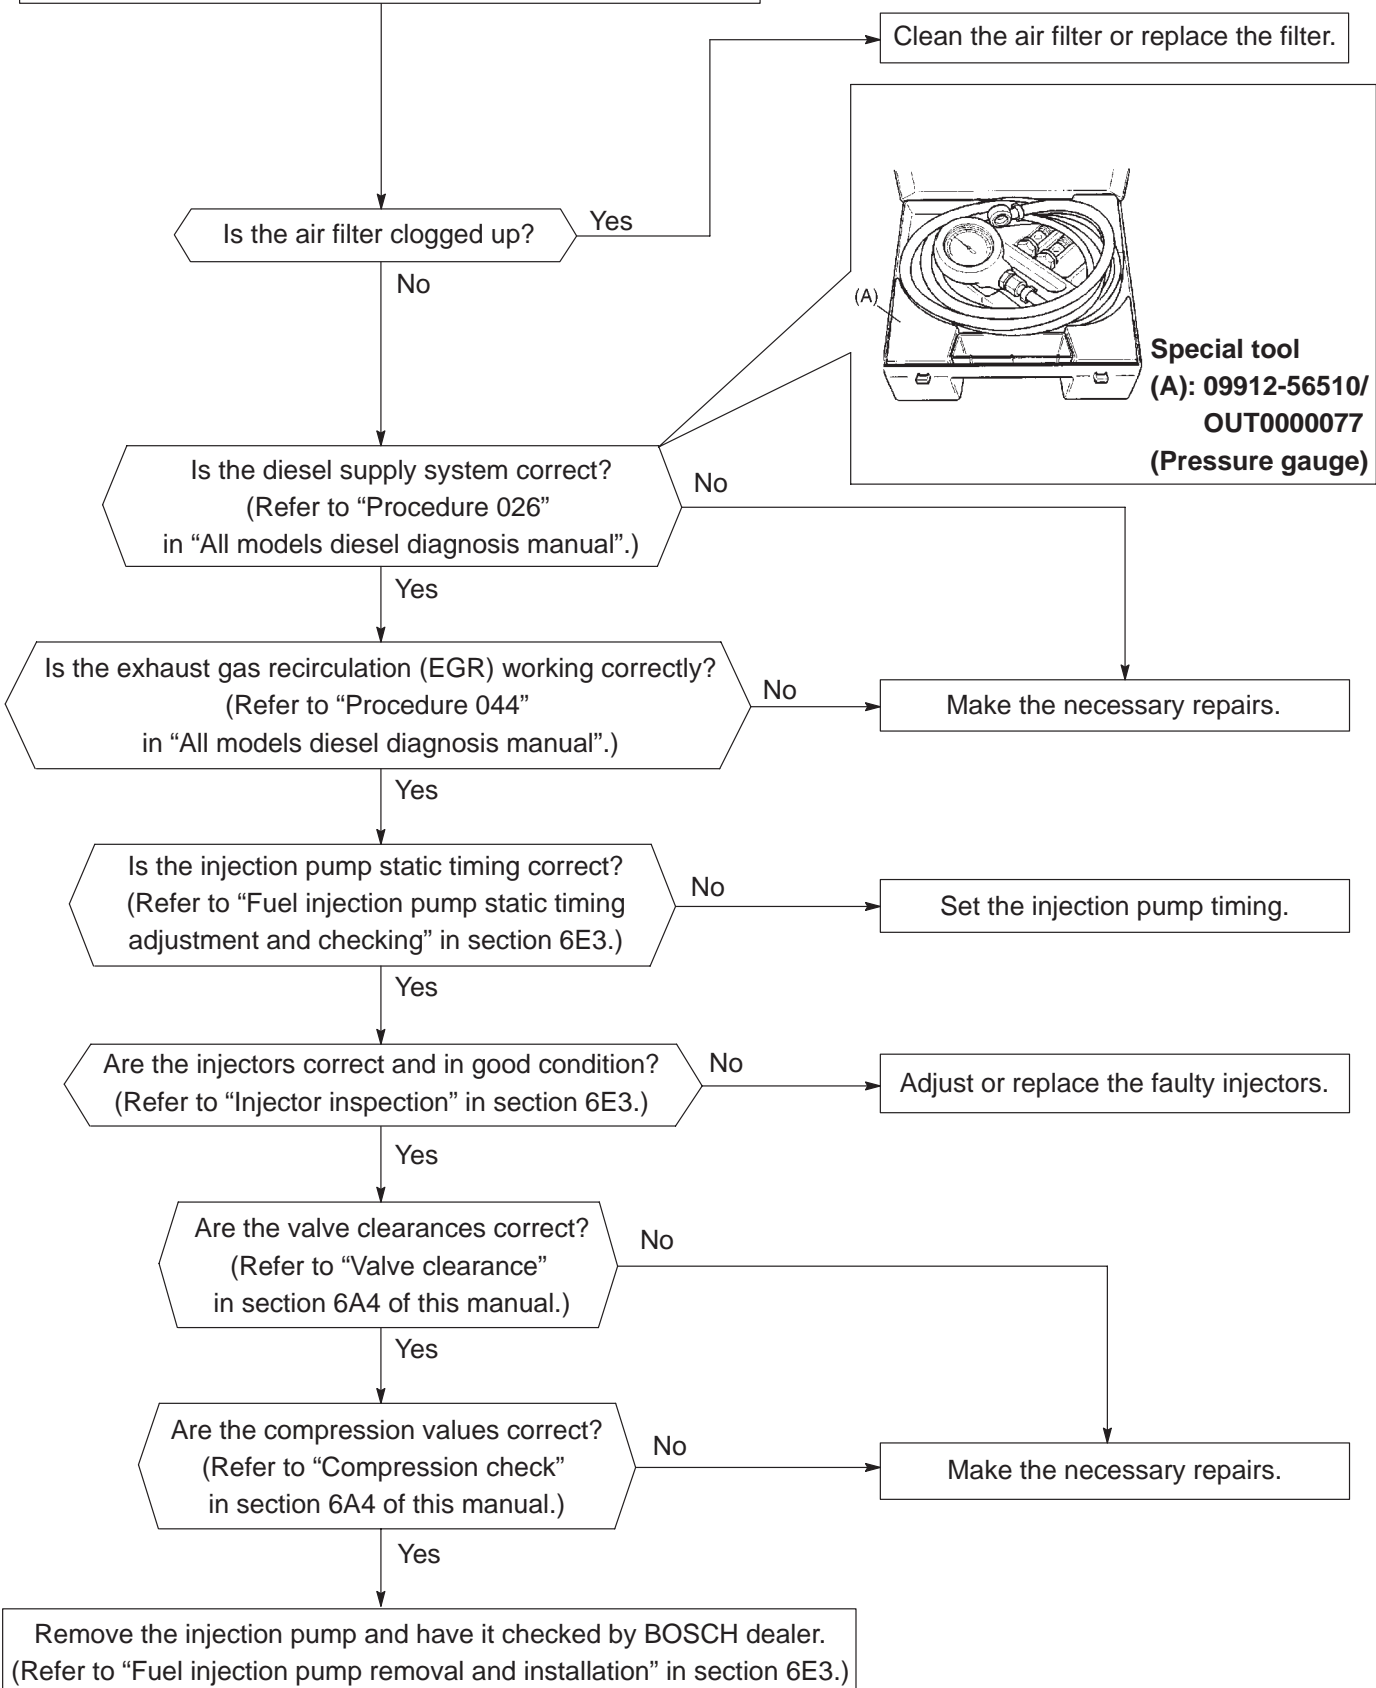 Clean the air filter or replace the filter.
Is the air filter clogged up?
Yes
No
(A)
Special tool
(A): 09912-56510/
OUT0000077
(Pressure gauge)
Is the diesel supply system correct?
(Refer to “Procedure 026”
in “All models diesel diagnosis manual”.)
No
Yes
Is the exhaust gas recirculation (EGR) working correctly?
(Refer to “Procedure 044”
in “All models diesel diagnosis manual”.)
No
Make the necessary repairs.
Yes
Is the injection pump static timing correct?
(Refer to “Fuel injection pump static timing
adjustment and checking” in section 6E3.)
No
Set the injection pump timing.
Yes
Are the injectors correct and in good condition?
(Refer to “Injector inspection” in section 6E3.)
No
Adjust or replace the faulty injectors.
Yes
Are the valve clearances correct?
(Refer to “Valve clearance”
in section 6A4 of this manual.)
No
Yes
Are the compression values correct?
(Refer to “Compression check”
in section 6A4 of this manual.)
No
Make the necessary repairs.
Yes
Remove the injection pump and have it checked by BOSCH dealer.
(Refer to “Fuel injection pump removal and installation” in section 6E3.)